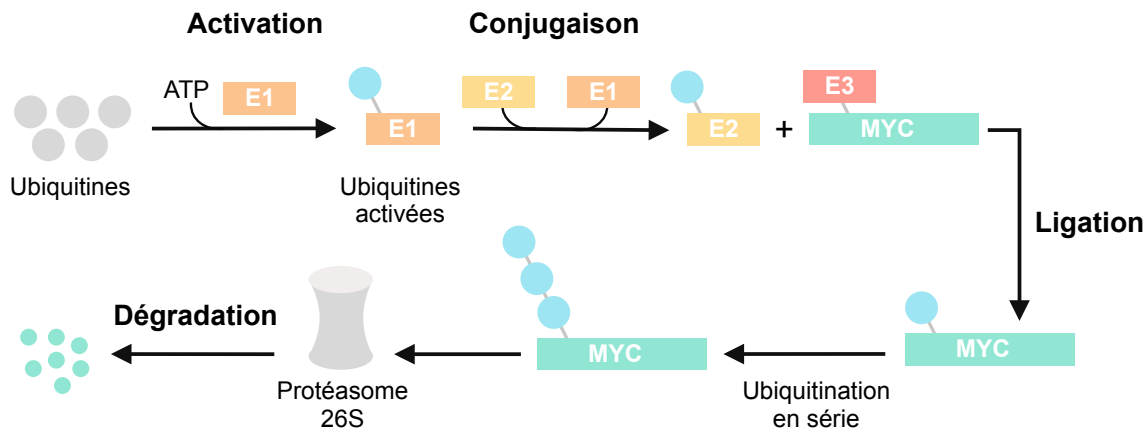 Activation
Conjugaison
ATP
E1
E2
E1
E3
E1
E2
+
MYC
Ubiquitines
Ubiquitines
activées
Ligation
Dégradation
MYC
MYC
Protéasome
26S
Ubiquitination
en série